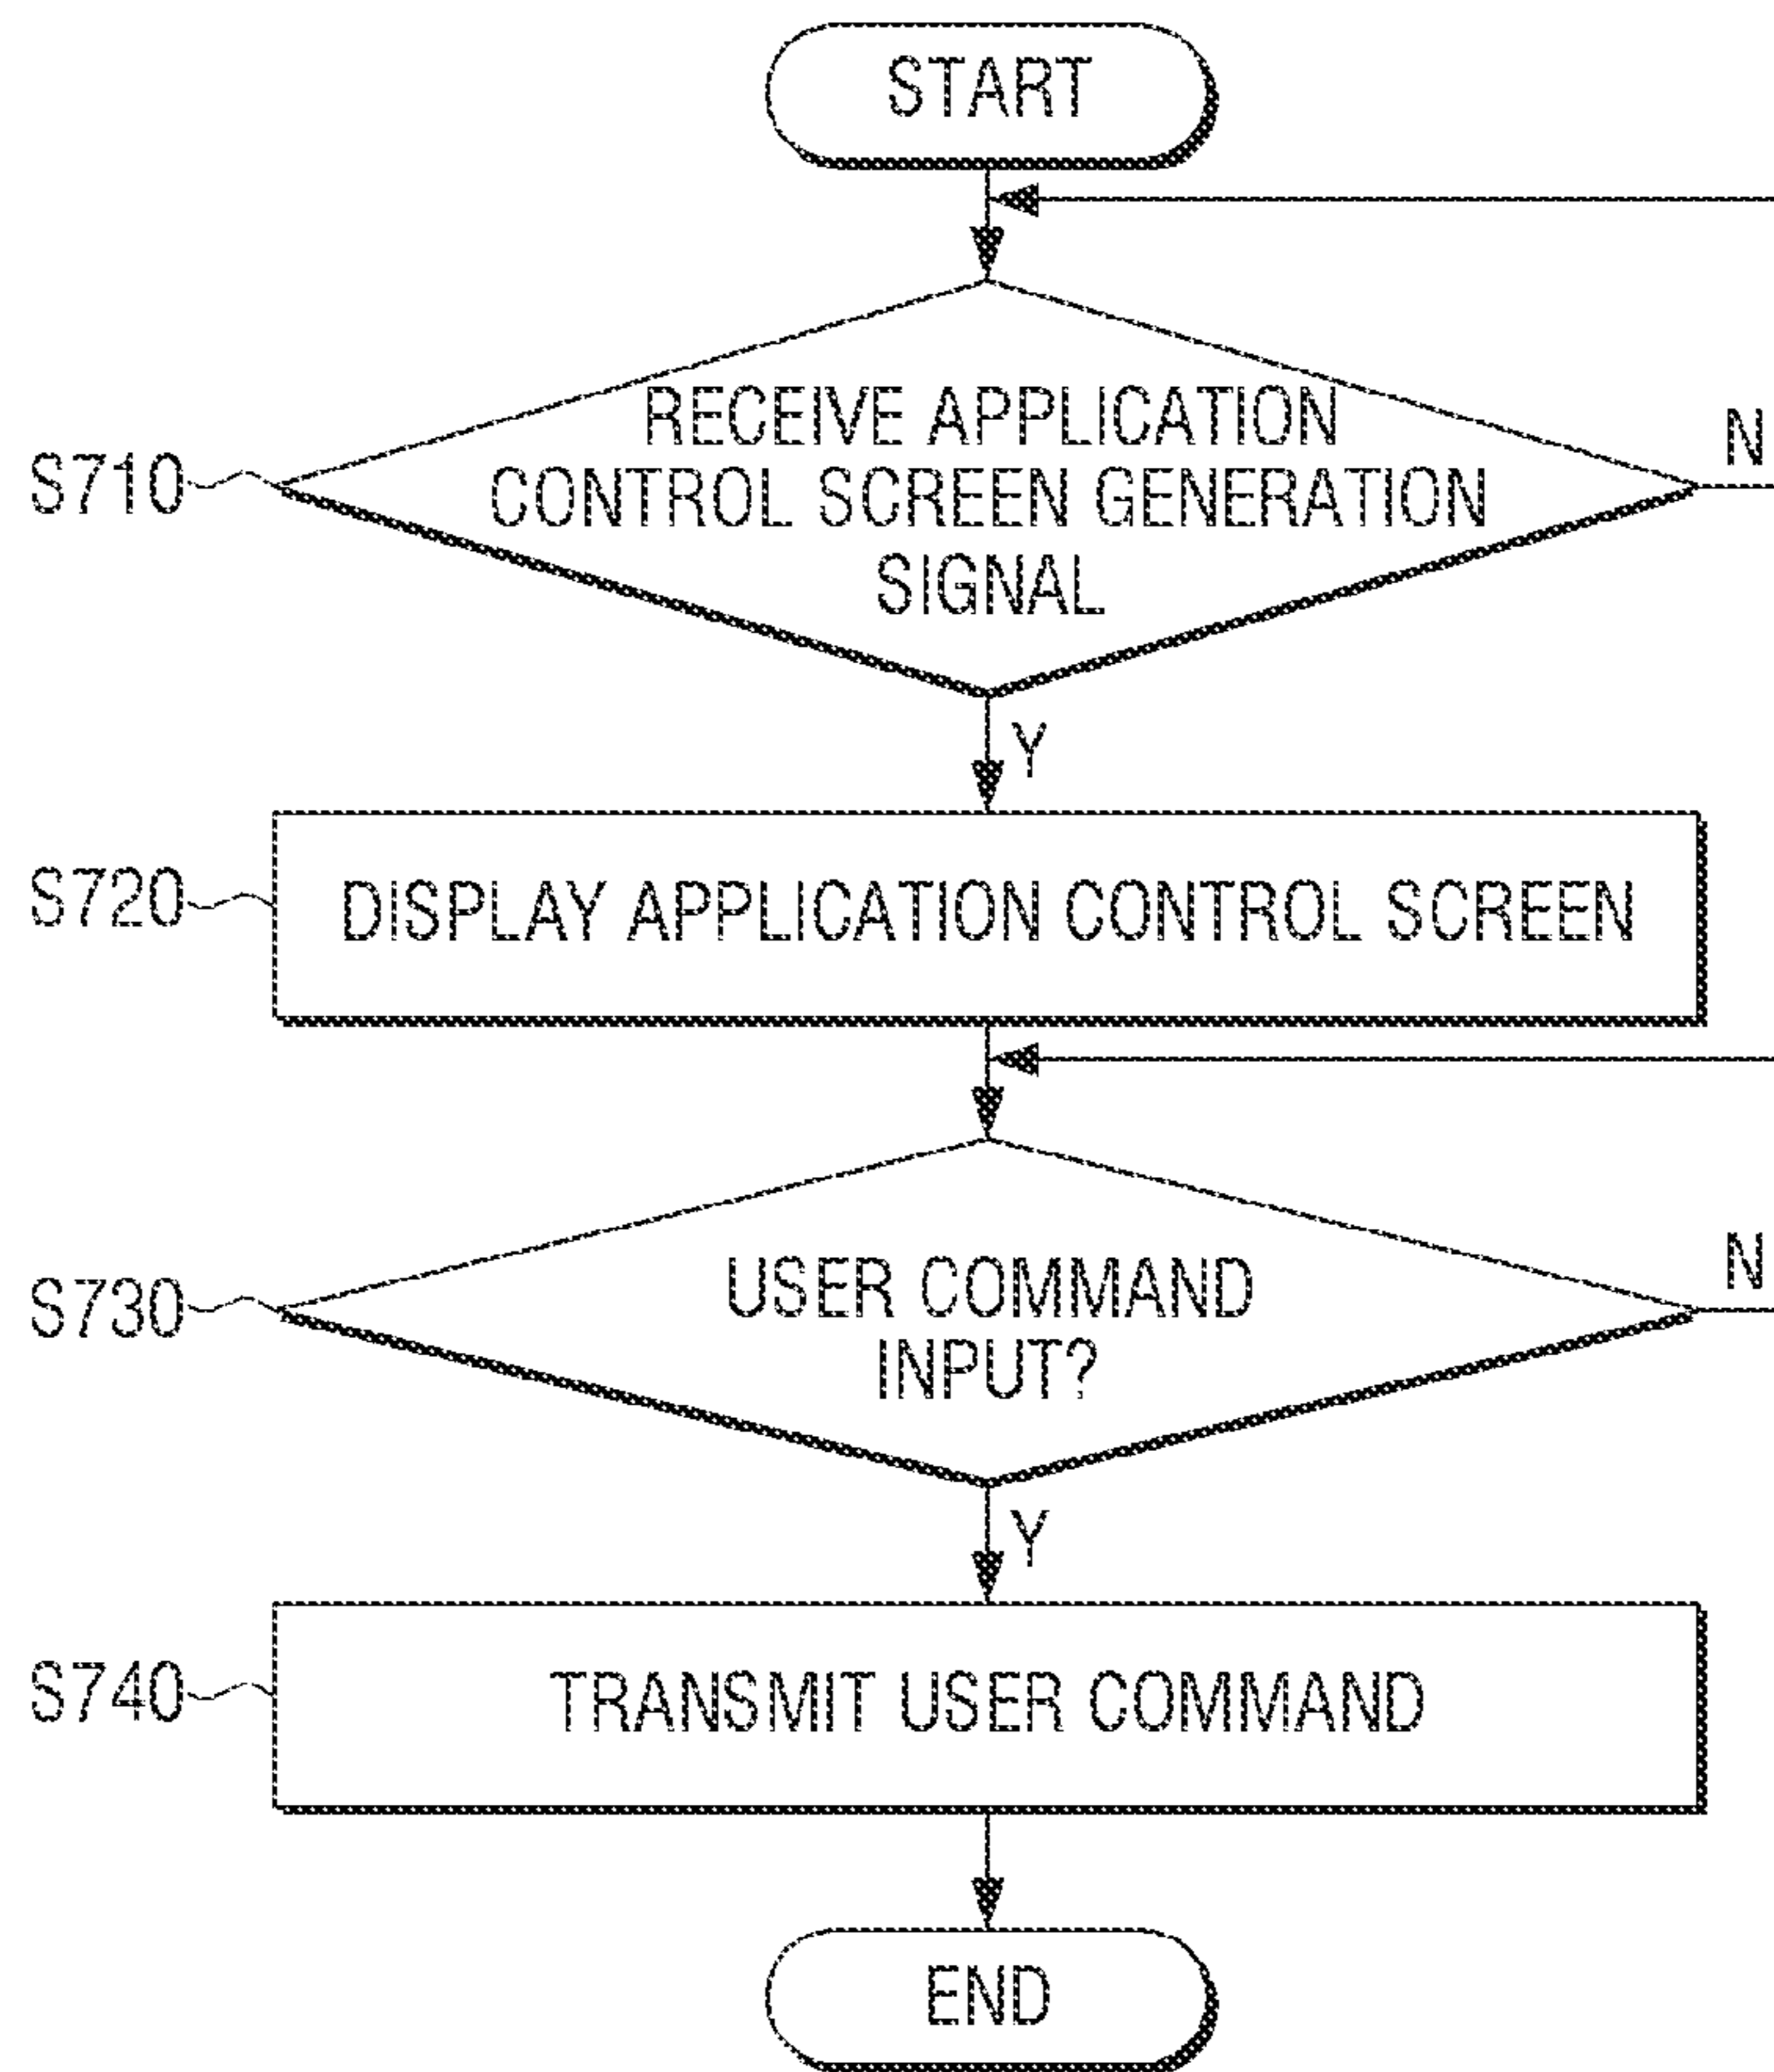 START
RECEIVE APPLICATION
CONTROL SCREEN GENERATION
SIGNAL
S710
N
Y
S720
DISPLAY APPLICATION CONTROL SCREEN
USER COMMAND
INPUT?
S730
N
Y
S740
TRANSMIT USER COMMAND
END